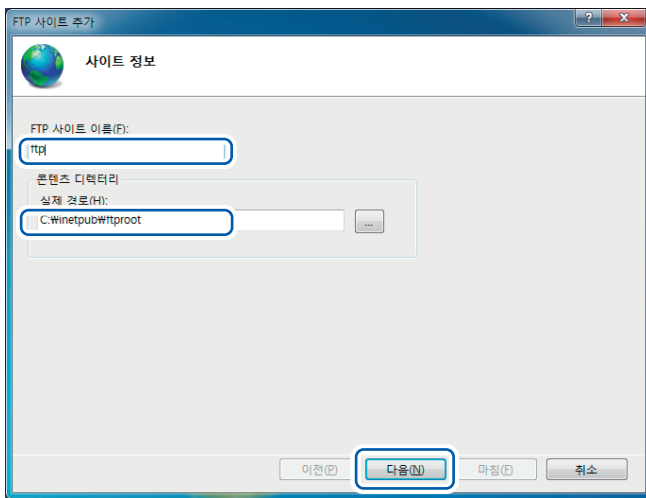 FTP 사이트 추가
사이트 정보
FTP 사이트 이름(F):
ftp
콘텐츠 디렉터리
실제 경로(H):
C:₩inetpub₩ftproot
...
이전(P)
다음(N)
마침(F)
취소